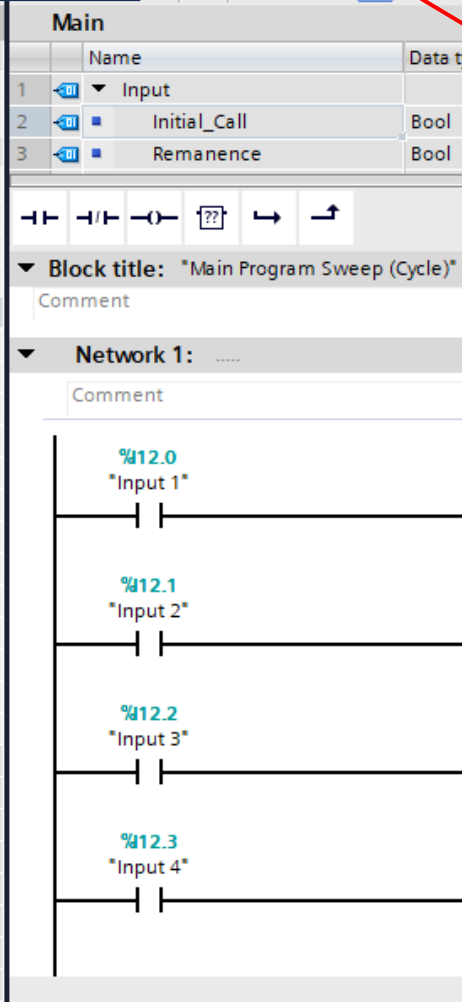 Main
Name Data t
1 Input
2 Initial_Call Bool
3 Remanence Bool
??
Block title: "Main Program Sweep (Cycle)"
Comment
Network 1: .....
Comment
%I12.0
"Input 1"
%I12.1
"Input 2"
%I12.2
"Input 3"
%I12.3
"Input 4"